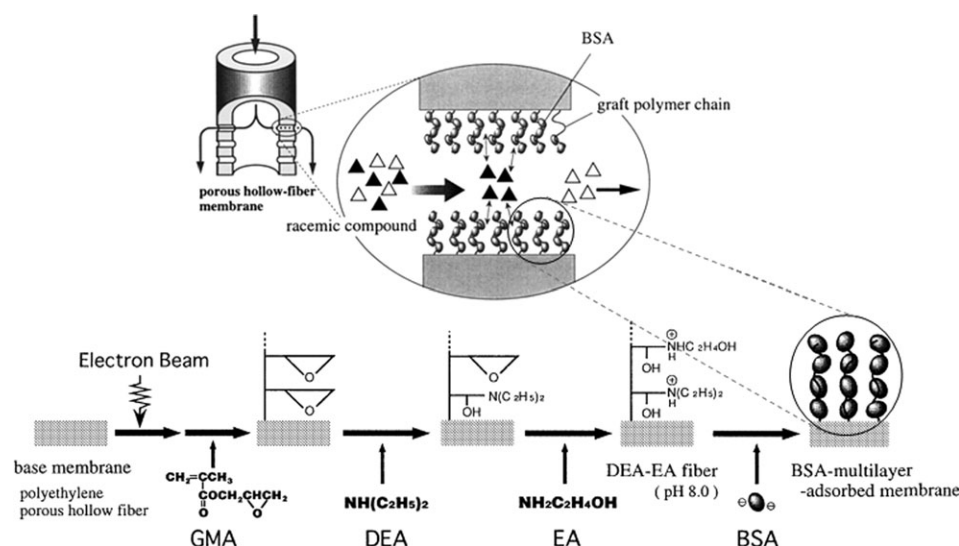 BSA
graft polymer chain
porous hollow-fiber
membrane
racemic compound
Electron Beam
base membrane
polyethylene
porous hollow fiber
CH2=CCH3
C-OCH2CHCH2
O
O
GMA
O
O
NH(C2H5)2
DEA
O
N(C2H5)2
OH
NH2C2H4OH
EA
⊕
NHC2H4OH
H
OH
⊕
N(C2H5)2
H
OH
DEA-EA fiber
(pH 8.0)
⊖ ⊖
BSA
BSA-multilayer
-adsorbed membrane